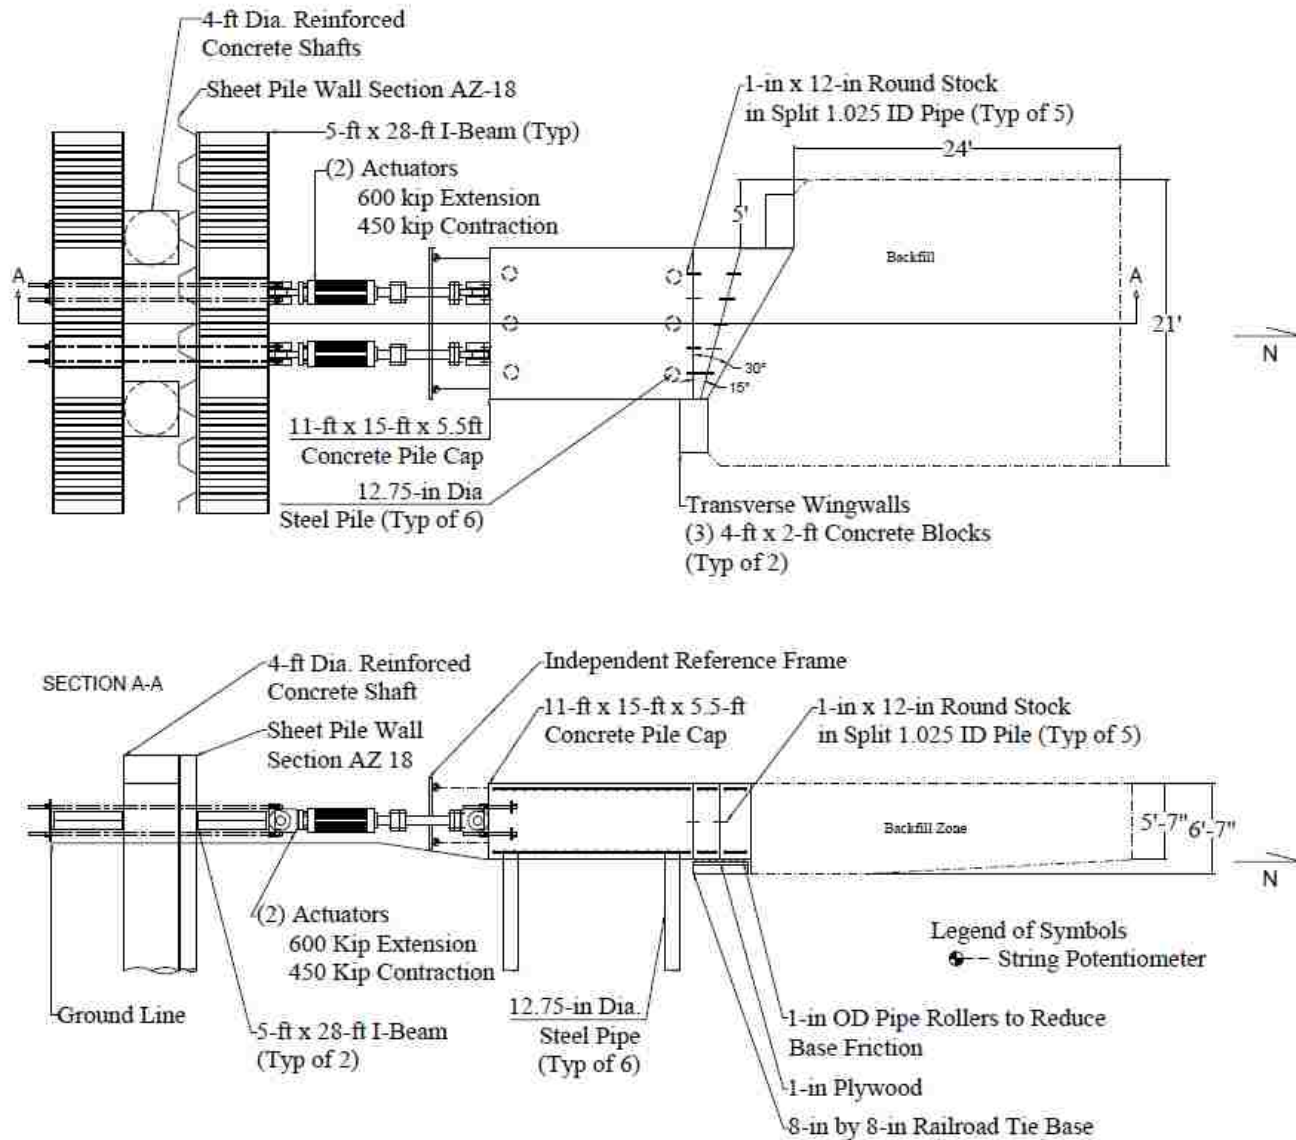 4-ft Dia. Reinforced
Concrete Shafts
Sheet Pile Wall Section AZ-18
5-ft x 28-ft I-Beam (Typ)
(2) Actuators
600 kip Extension
450 kip Contraction
1-in x 12-in Round Stock
in Split 1.025 ID Pipe (Typ of 5)
24'
5'
Backfill
A
A
21'
N
30°
15°
11-ft x 15-ft x 5.5ft
Concrete Pile Cap
12.75-in Dia
Steel Pile (Typ of 6)
Transverse Wingwalls
(3) 4-ft x 2-ft Concrete Blocks
(Typ of 2)
SECTION A-A
4-ft Dia. Reinforced
Concrete Shaft
Sheet Pile Wall
Section AZ 18
Independent Reference Frame
11-ft x 15-ft x 5.5-ft
Concrete Pile Cap
1-in x 12-in Round Stock
in Split 1.025 ID Pile (Typ of 5)
Backfill Zone
5'-7"
6'-7"
N
(2) Actuators
600 Kip Extension
450 Kip Contraction
Legend of Symbols
String Potentiometer
Ground Line
5-ft x 28-ft I-Beam
(Typ of 2)
12.75-in Dia.
Steel Pipe
(Typ of 6)
1-in OD Pipe Rollers to Reduce
Base Friction
1-in Plywood
8-in by 8-in Railroad Tie Base